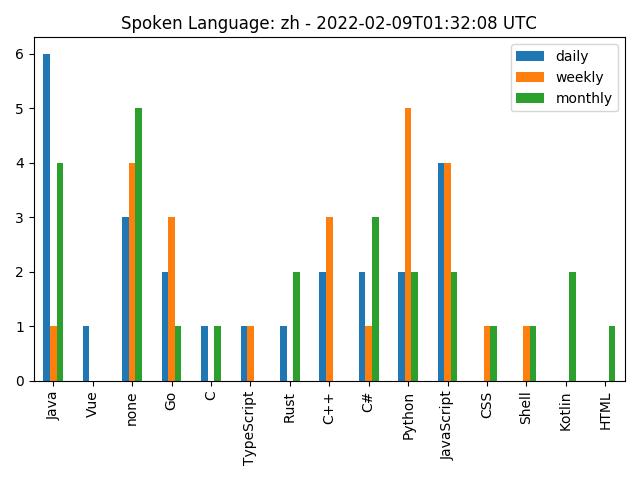 Spoken Language: zh - 2022-02-09T01:32:08 UTC
daily
weekly
monthly
6
5
4
3
2
1
0
Java
Vue
none
Go
C
TypeScript
Rust
C++
C#
Python
JavaScript
CSS
Shell
Kotlin
HTML